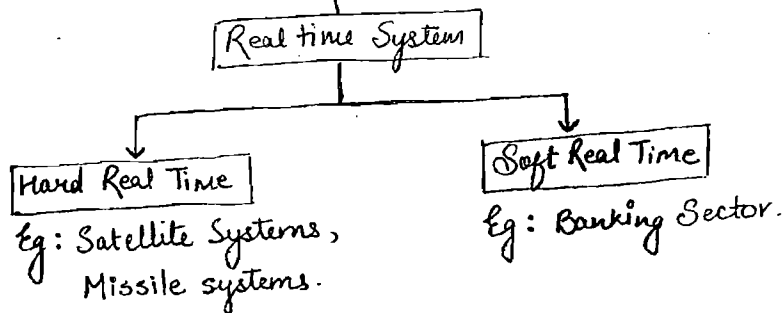 Real time System
Hard Real Time
Eg: Satellite Systems,
Missile systems.
Soft Real Time
Eg: Banking Sector.